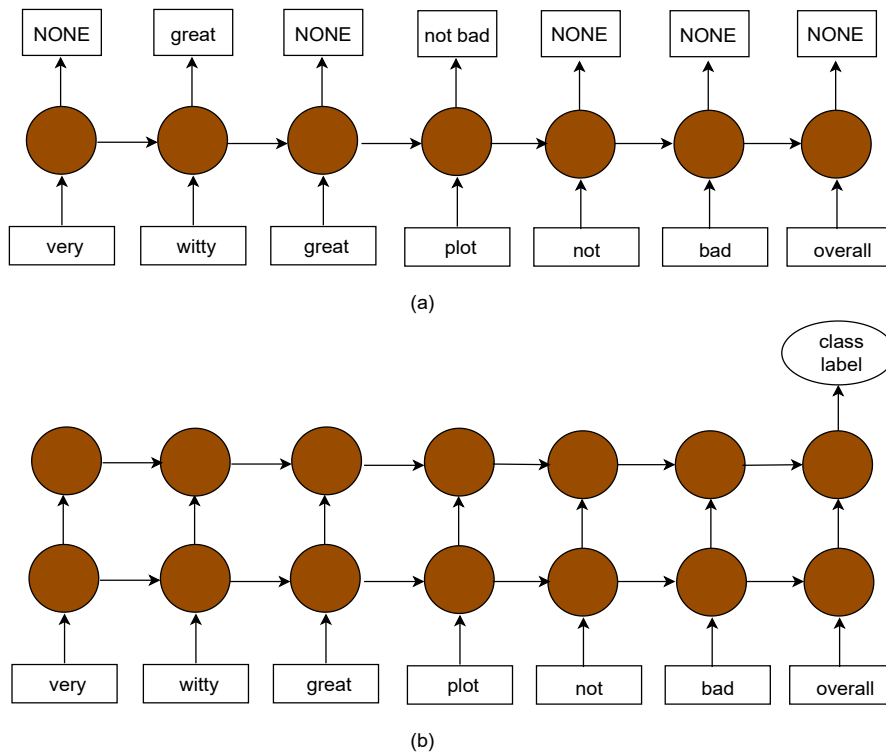 NONE great NONE not bad NONE NONE NONE
very witty great plot not bad overall
(a)
class
label
very witty great plot not bad overall
(b)